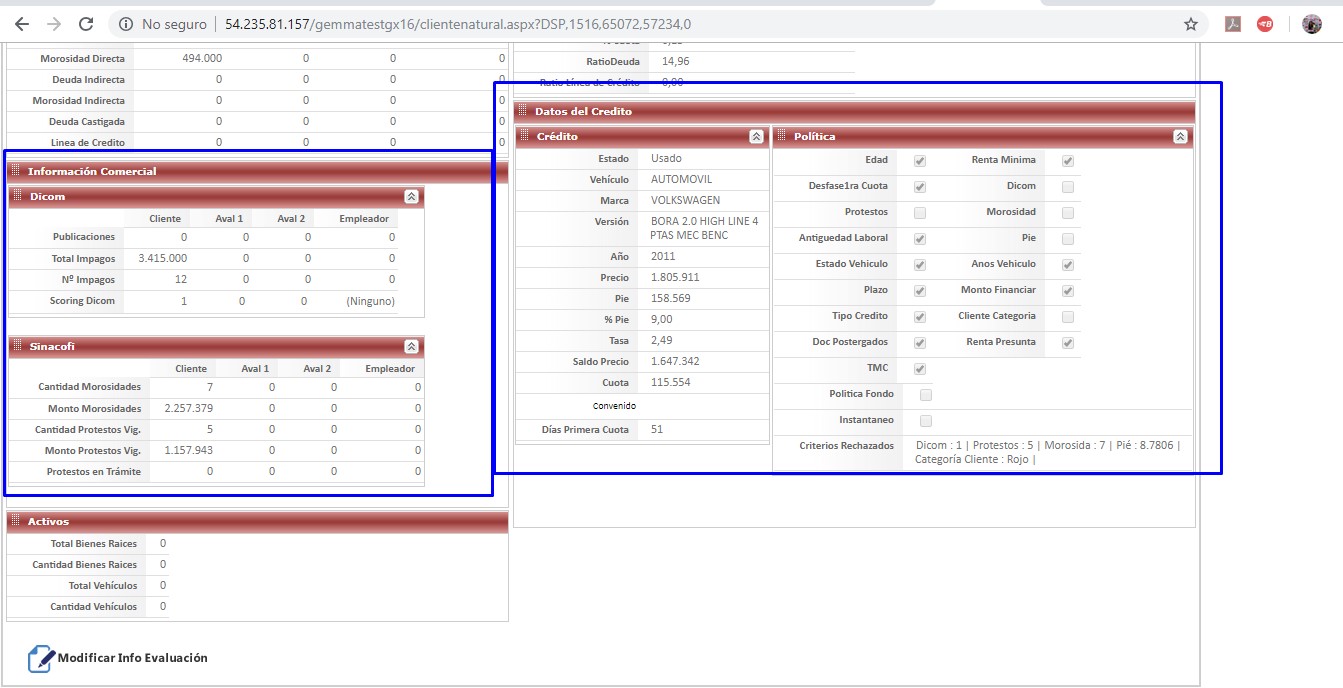 No seguro | 54.235.81.157/gemmatestgx16/clientenatural.aspx?DSP,1516,65072,57234,0
Morosidad Directa 494.000 0 0 0
Deuda Indirecta 0 0 0 0
Morosidad Indirecta 0 0 0 0
Deuda Castigada 0 0 0 0
Linea de Credito 0 0 0 0
Información Comercial
Dicom
Cliente Aval 1 Aval 2 Empleador
Publicaciones 0 0 0 0
Total Impagos 3.415.000 0 0 0
Nº Impagos 12 0 0 0
Scoring Dicom 1 0 0 (Ninguno)
Sinacofi
Cliente Aval 1 Aval 2 Empleador
Cantidad Morosidades 7 0 0 0
Monto Morosidades 2.257.379 0 0 0
Cantidad Protestos Vig. 5 0 0 0
Monto Protestos Vig. 1.157.943 0 0 0
Protestos en Trámite 0 0 0 0
Activos
Total Bienes Raices 0
Cantidad Bienes Raices 0
Total Vehículos 0
Cantidad Vehículos 0
Modificar Info Evaluación
RatioDeuda 14,96
Ratio Línea de Crédito 0,00
Datos del Credito
Crédito
Estado Usado
Vehículo AUTOMOVIL
Marca VOLKSWAGEN
Versión BORA 2.0 HIGH LINE 4
PTAS MEC BENC
Año 2011
Precio 1.805.911
Pie 158.569
% Pie 9,00
Tasa 2,49
Saldo Precio 1.647.342
Cuota 115.554
Convenido
Días Primera Cuota 51
Política
Edad Renta Minima
Desfase1ra Cuota Dicom
Protestos Morosidad
Antiguedad Laboral Pie
Estado Vehiculo Anos Vehiculo
Plazo Monto Financiar
Tipo Credito Cliente Categoria
Doc Postergados Renta Presunta
TMC
Politica Fondo
Instantaneo
Criterios Rechazados Dicom : 1 | Protestos : 5 | Morosida : 7 | Pié : 8.7806 |
Categoría Cliente : Rojo |